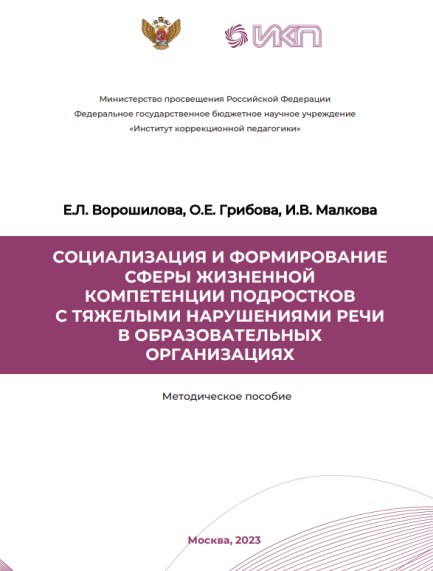 ИКП
Министерство просвещения Российской Федерации
Федеральное государственное бюджетное научное учреждение
«Институт коррекционной педагогики»
Е.Л. Ворошилова, О.Е. Грибова, И.В. Малкова
СОЦИАЛИЗАЦИЯ И ФОРМИРОВАНИЕ
СФЕРЫ ЖИЗНЕННОЙ
КОМПЕТЕНЦИИ ПОДРОСТКОВ
С ТЯЖЕЛЫМИ НАРУШЕНИЯМИ РЕЧИ
В ОБРАЗОВАТЕЛЬНЫХ
ОРГАНИЗАЦИЯХ
Методическое пособие
Москва, 2023